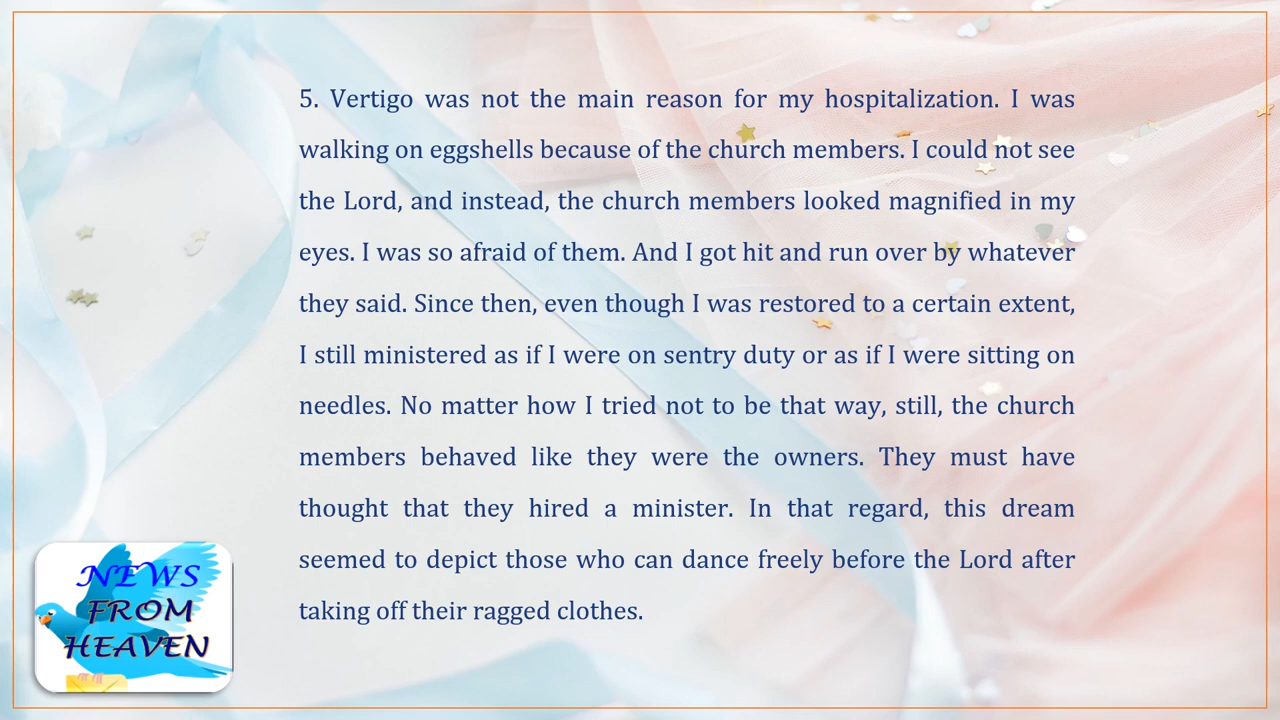 5. Vertigo was not the main reason for my hospitalization. I was
walking on eggshells because of the church members. I could not see
the Lord, and instead, the church members looked magnified in my
eyes. I was so afraid of them. And I got hit and run over by whatever
they said. Since then, even though I was restored to a certain extent,
I still ministered as if I were on sentry duty or as if I were sitting on
needles. No matter how I tried not to be that way, still, the church
members behaved like they were the owners. They must have
thought that they hired a minister. In that regard, this dream
seemed to depict those who can dance freely before the Lord after
taking off their ragged clothes.
NEWS
FROM
HEAVEN